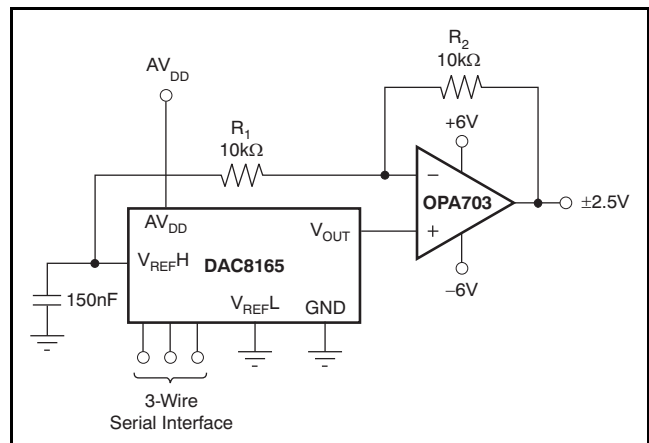 R2
10kΩ
AVDD
R1
10kΩ
+6V
−
OPA703
±2.5V
+
−6V
AVDD
VOUT
VREFH
DAC8165
150nF
VREFL
GND
3-Wire
Serial Interface